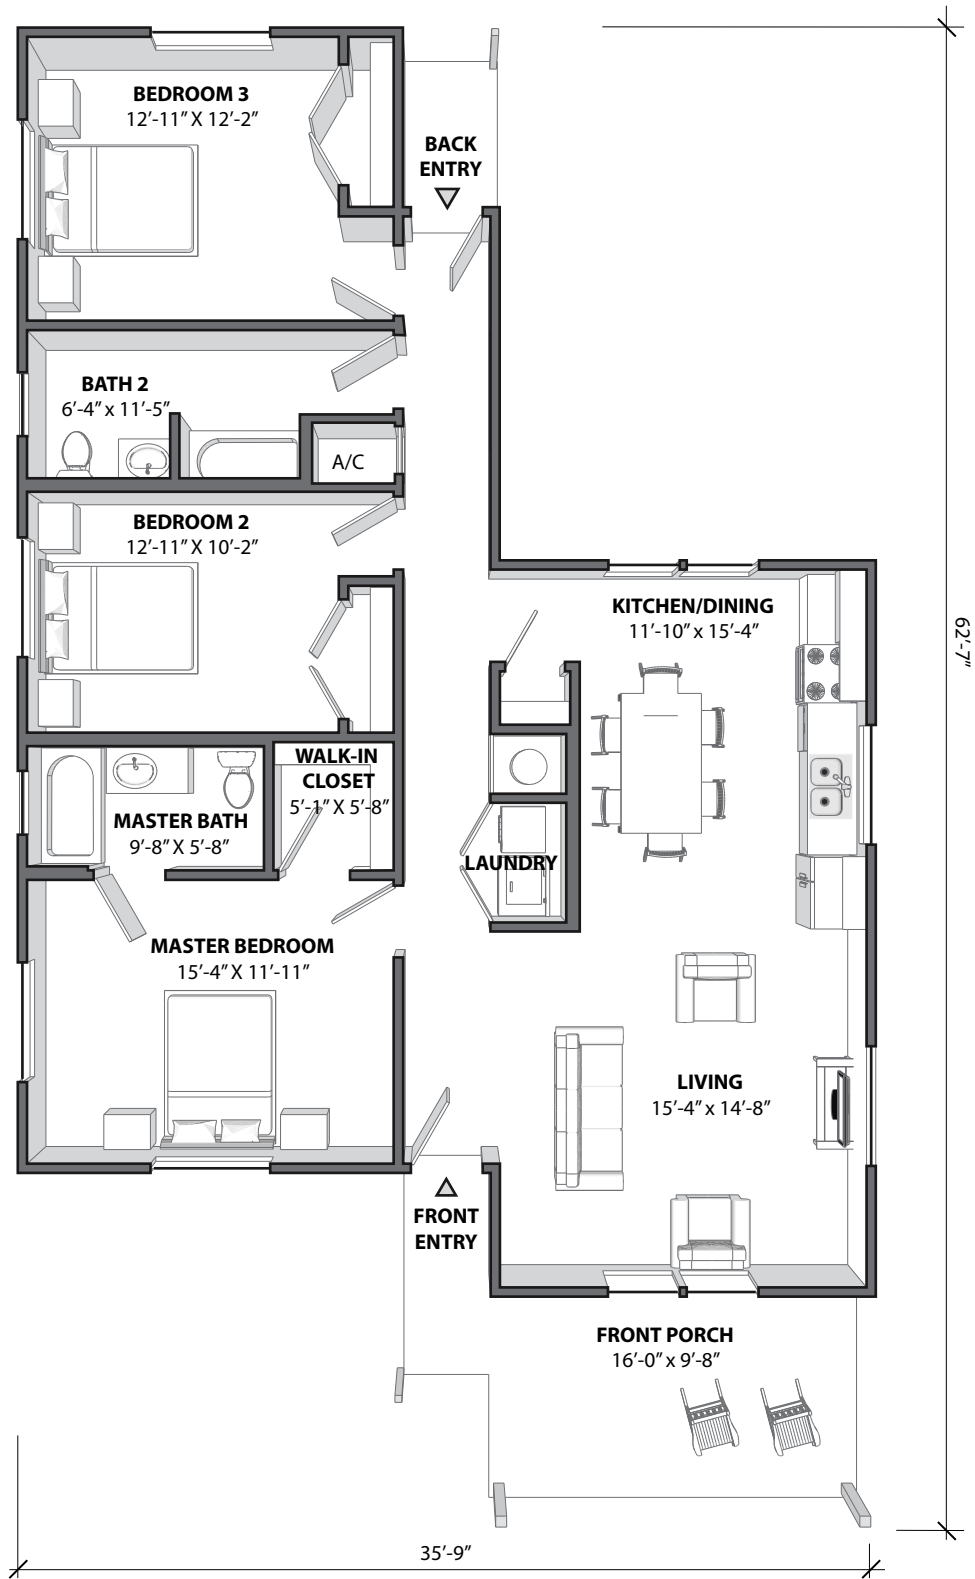 BEDROOM 3
12’-11” X 12’-2”
BACK
ENTRY
BATH 2
6’-4” x 11’-5”
A/C
BEDROOM 2
12’-11” X 10’-2”
KITCHEN/DINING
11’-10” x 15’-4”
62’-7”
WALK-IN
CLOSET
5’-1” X 5’-8”
MASTER BATH
9’-8” X 5’-8”
LAUNDRY
MASTER BEDROOM
15’-4” X 11’-11”
LIVING
15’-4” x 14’-8”
FRONT
ENTRY
FRONT PORCH
16’-0” x 9’-8”
35’-9”